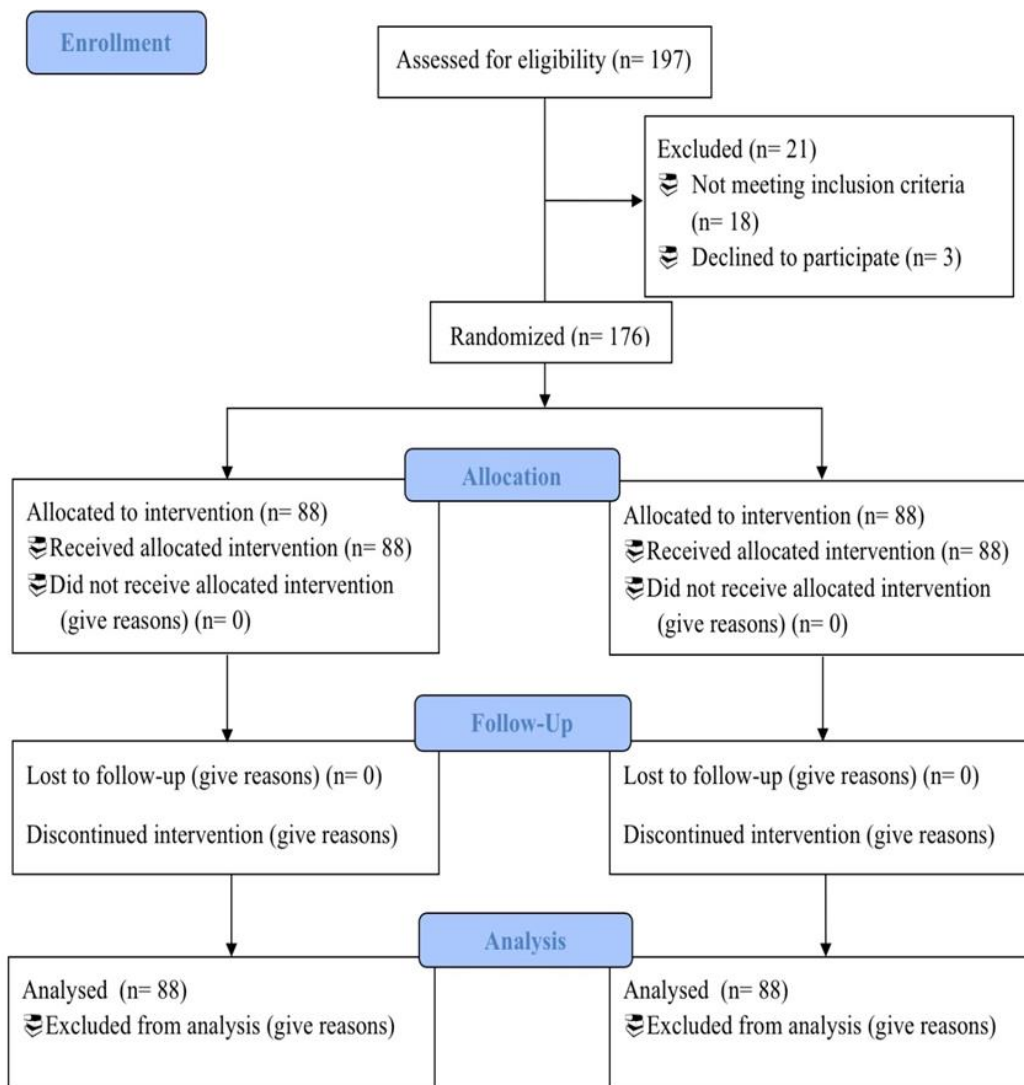 Enrollment
Assessed for eligibility (n= 197)
Excluded (n= 21)
Not meeting inclusion criteria
(n= 18)
Declined to participate (n= 3)
Randomized (n= 176)
Allocation
Allocated to intervention (n= 88)
Received allocated intervention (n= 88)
Did not receive allocated intervention
(give reasons) (n= 0)
Allocated to intervention (n= 88)
Received allocated intervention (n= 88)
Did not receive allocated intervention
(give reasons) (n= 0)
Follow-Up
Lost to follow-up (give reasons) (n= 0)
Discontinued intervention (give reasons)
Lost to follow-up (give reasons) (n= 0)
Discontinued intervention (give reasons)
Analysis
Analysed (n= 88)
Excluded from analysis (give reasons)
Analysed (n= 88)
Excluded from analysis (give reasons)